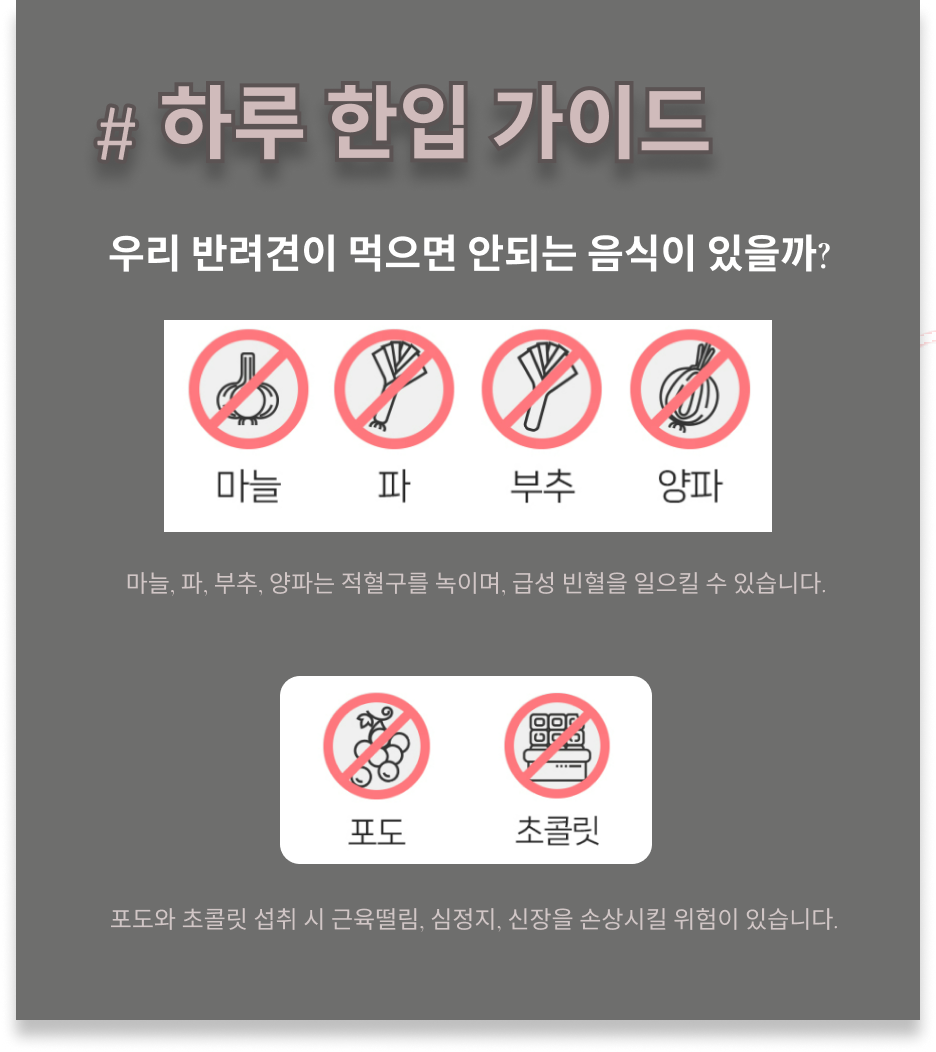 # 하루 한입 가이드
우리 반려견이 먹으면 안되는 음식이 있을까?
마늘 파 부추 양파
마늘, 파, 부추, 양파는 적혈구를 녹이며, 급성 빈혈을 일으킬 수 있습니다.
포도 초콜릿
포도와 초콜릿 섭취 시 근육떨림, 심정지, 신장을 손상시킬 위험이 있습니다.